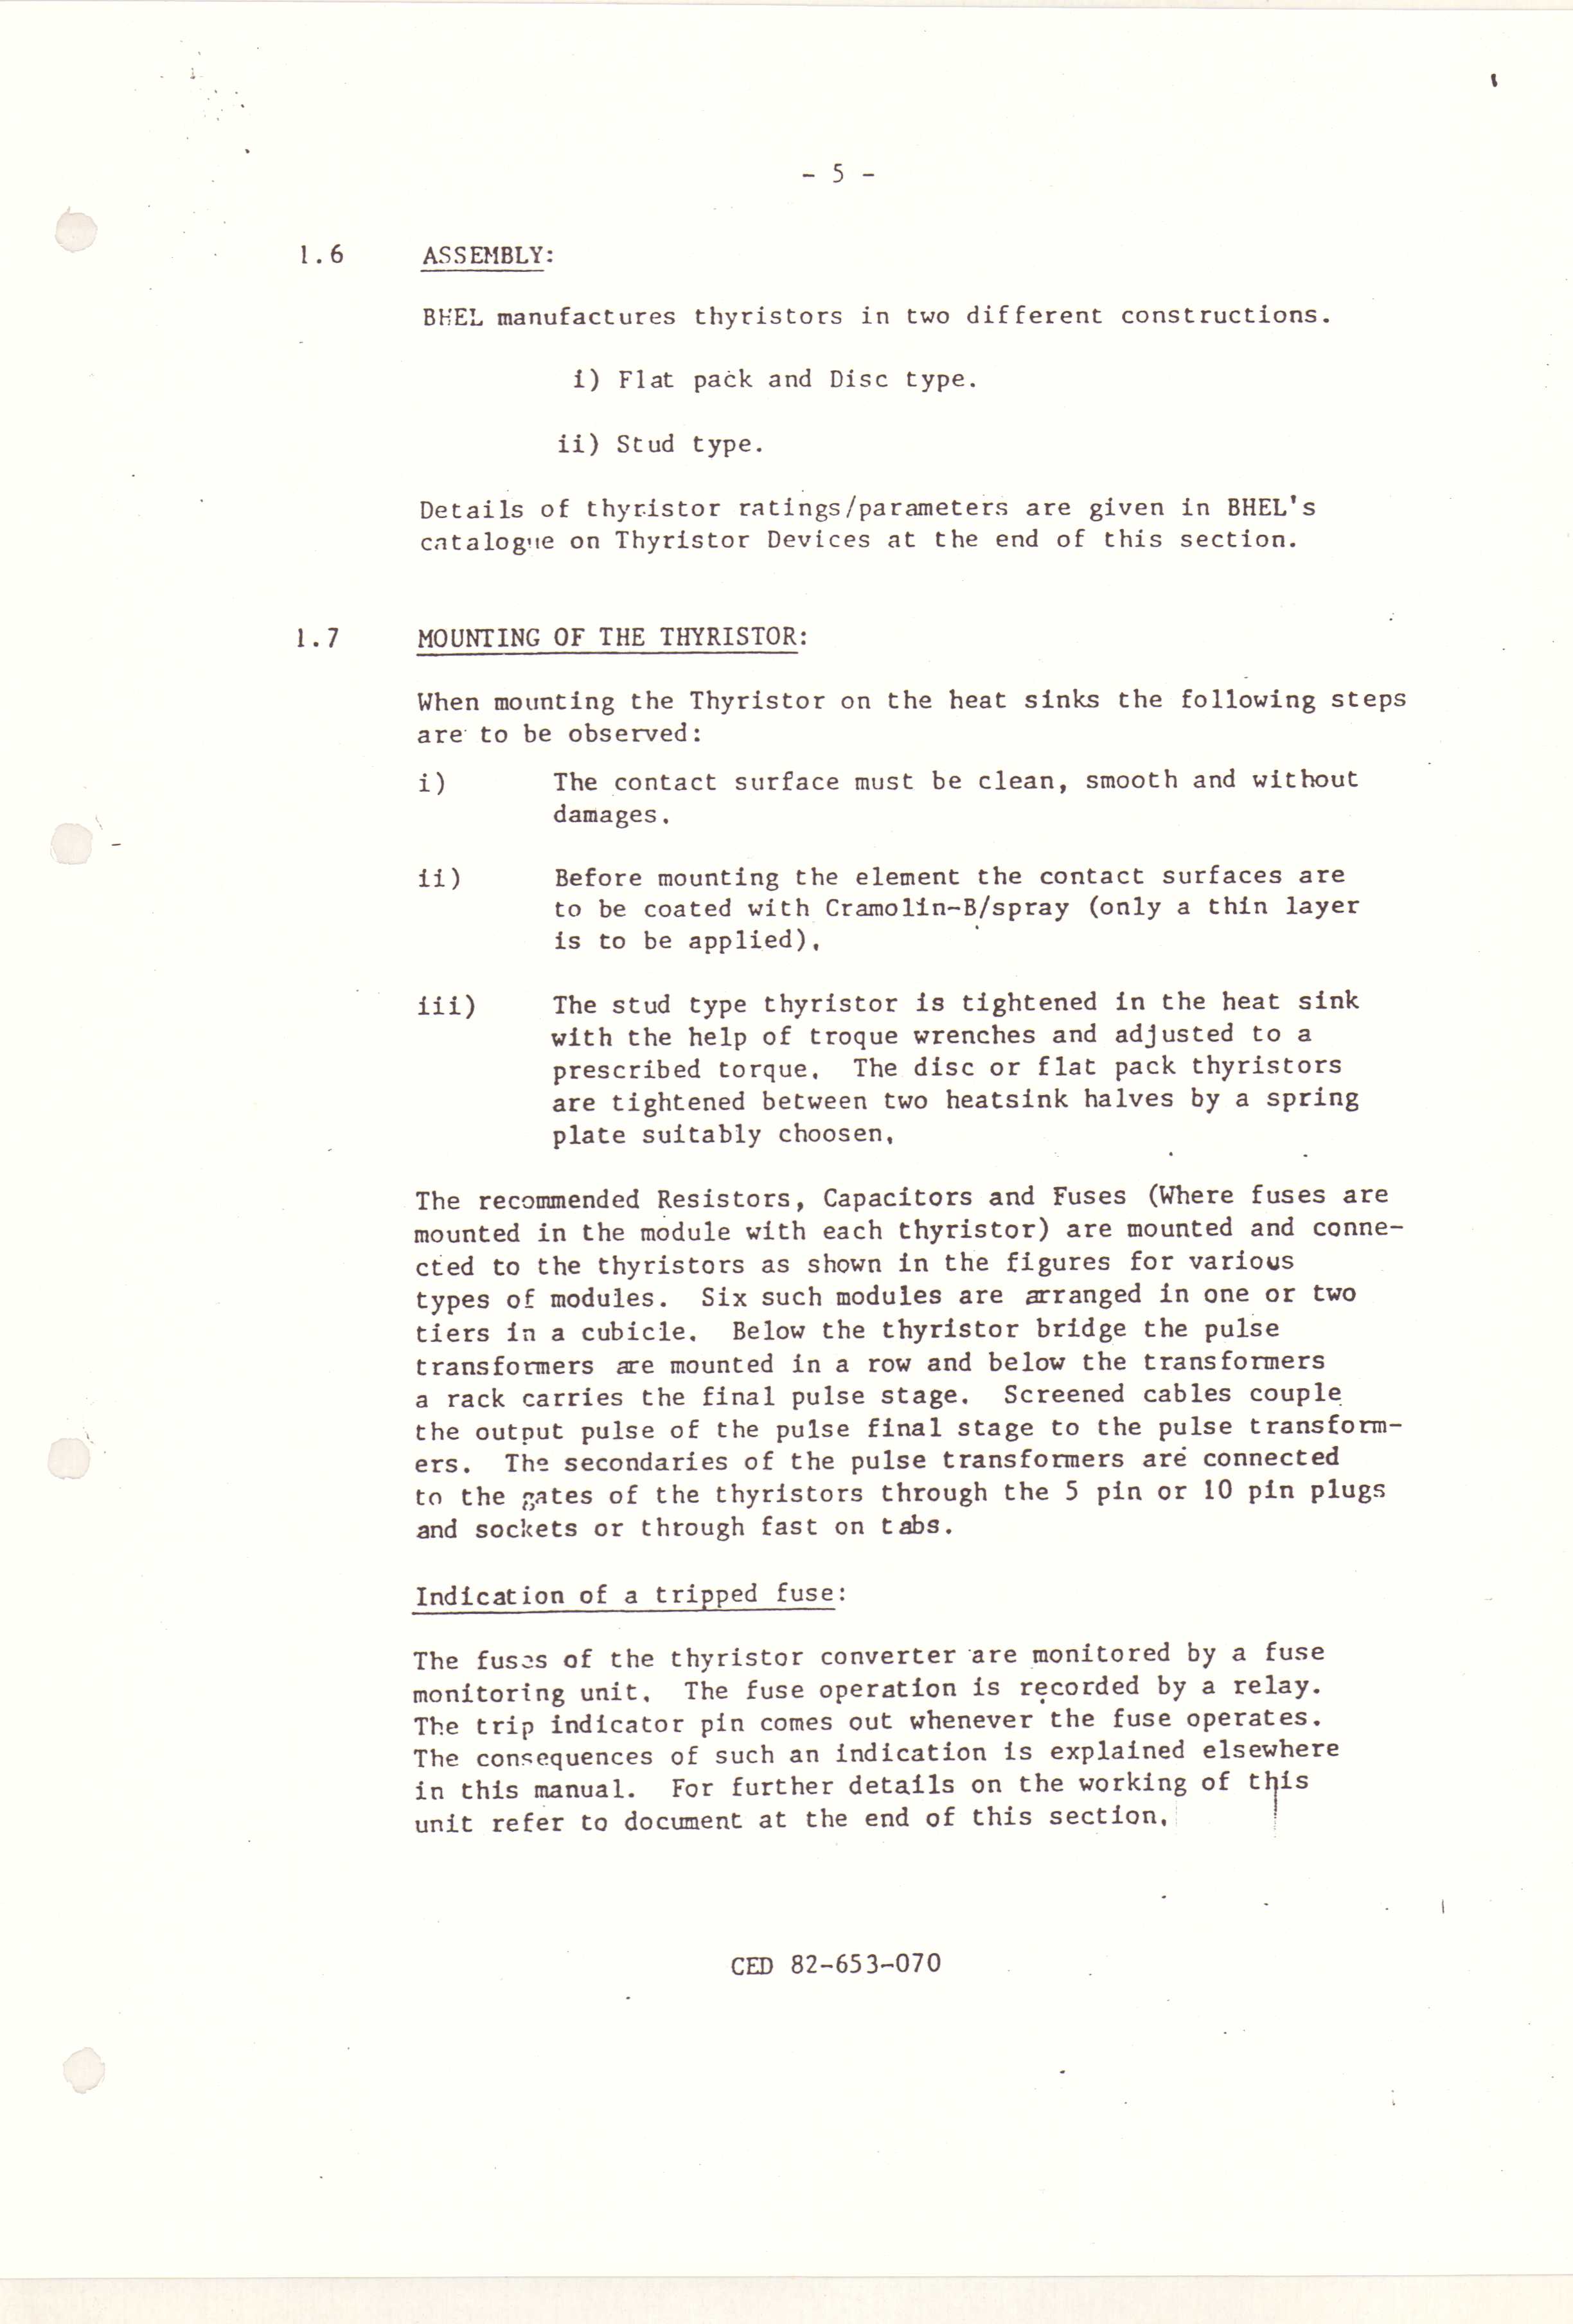 - 5 -
1.6 ASSEMBLY:
BHEL manufactures thyristors in two different constructions.
i) Flat pack and Disc type.
ii) Stud type.
Details of thyristor ratings/parameters are given in BHEL's
catalogue on Thyristor Devices at the end of this section.
1.7 MOUNTING OF THE THYRISTOR:
When mounting the Thyristor on the heat sinks the following steps
are to be observed:
i) The contact surface must be clean, smooth and without
damages.
ii) Before mounting the element the contact surfaces are
to be coated with Cramolin-B/spray (only a thin layer
is to be applied).
iii) The stud type thyristor is tightened in the heat sink
with the help of troque wrenches and adjusted to a
prescribed torque. The disc or flat pack thyristors
are tightened between two heatsink halves by a spring
plate suitably choosen.
The recommended Resistors, Capacitors and Fuses (Where fuses are
mounted in the module with each thyristor) are mounted and conne-
cted to the thyristors as shown in the figures for various
types of modules. Six such modules are arranged in one or two
tiers in a cubicle. Below the thyristor bridge the pulse
transformers are mounted in a row and below the transformers
a rack carries the final pulse stage. Screened cables couple
the output pulse of the pulse final stage to the pulse transform-
ers. The secondaries of the pulse transformers are connected
to the gates of the thyristors through the 5 pin or 10 pin plugs
and sockets or through fast on tabs.
Indication of a tripped fuse:
The fuses of the thyristor converter are monitored by a fuse
monitoring unit. The fuse operation is recorded by a relay.
The trip indicator pin comes out whenever the fuse operates.
The consequences of such an indication is explained elsewhere
in this manual. For further details on the working of this
unit refer to document at the end of this section.
CED 82-653-070